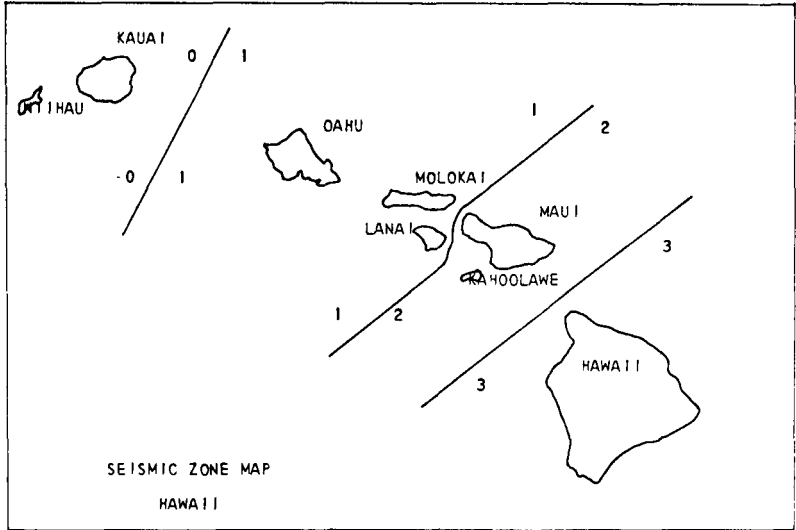 KAUAI
0 1
NIIHAU
OAHU
1
2
-0 1
MOLOKAI
LANAI
MAUI
3
KAHOOLAWE
1 2
HAWAII
3
SEISMIC ZONE MAP
HAWAII